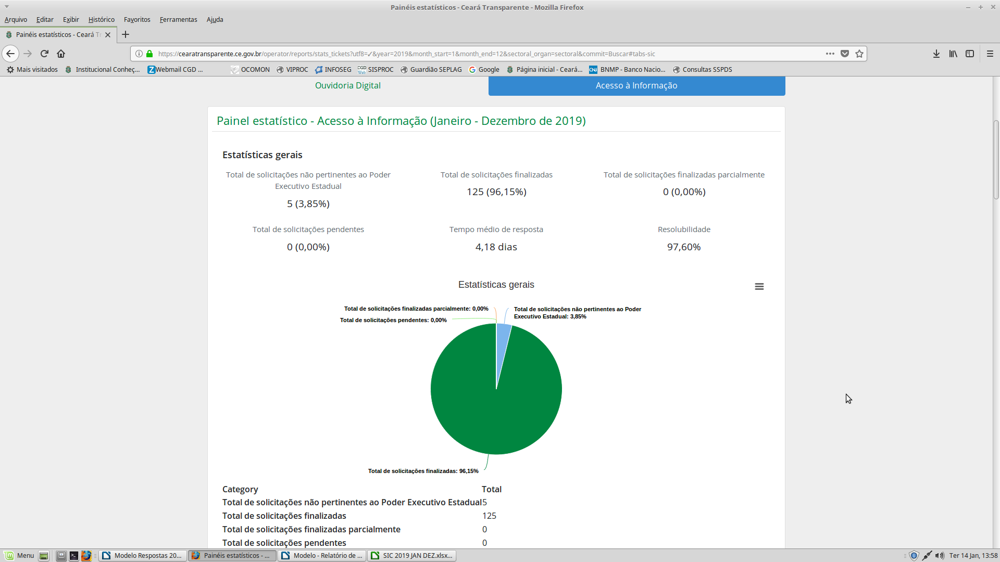 Painéis estatísticos - Ceará Transparente - Mozilla Firefox
Arquivo Editar Exibir Histórico Favoritos Ferramentas Ajuda
Painéis estatísticos - Ceará Tr
https://cearatransparente.ce.gov.br/operator/reports/stats_tickets?utf8=✓&year=2019&month_start=1&month_end=12&sectoral_organ=sectoral&commit=Buscar#tabs-sic
Mais visitados Institucional Conheç... Webmail CGD ... OCOMON VIPROC INFOSEG SISPROC Guardião SEPLAG Google Página inicial - Ceará... BNMP - Banco Nacio... Consultas SSPDS
Ouvidoria Digital Acesso à Informação
Painel estatístico - Acesso à Informação (Janeiro - Dezembro de 2019)
Estatísticas gerais
Total de solicitações não pertinentes ao Poder
Executivo Estadual
5 (3,85%)
Total de solicitações finalizadas
125 (96,15%)
Total de solicitações finalizadas parcialmente
0 (0,00%)
Total de solicitações pendentes
0 (0,00%)
Tempo médio de resposta
4,18 dias
Resolubilidade
97,60%
Estatísticas gerais
Total de solicitações finalizadas parcialmente: 0,00%
Total de solicitações pendentes: 0,00%
Total de solicitações não pertinentes ao Poder
Executivo Estadual: 3,85%
Total de solicitações finalizadas: 96,15%
Category Total
Total de solicitações não pertinentes ao Poder Executivo Estadual 5
Total de solicitações finalizadas 125
Total de solicitações finalizadas parcialmente 0
Total de solicitações pendentes 0
Menu Modelo Respostas 20... Painéis estatísticos - ... Modelo - Relatório de ... SIC 2019 JAN DEZ.xlsx... Ter 14 Jan, 13:58